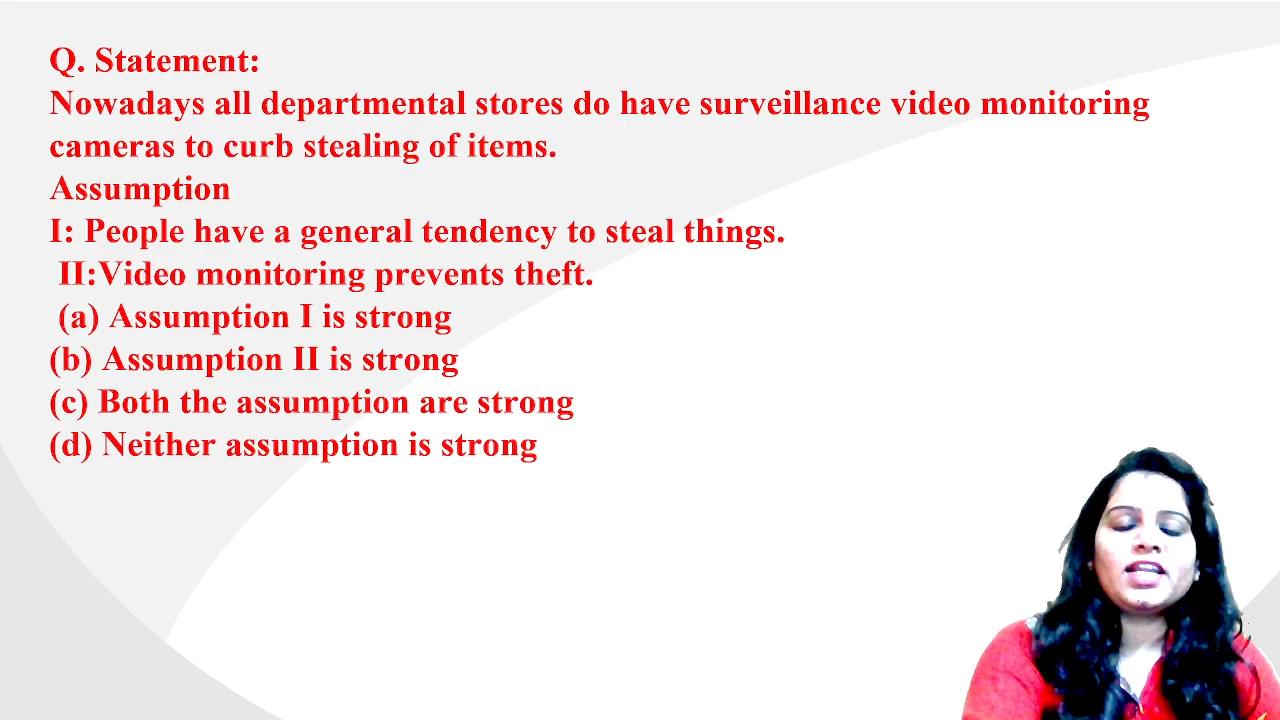 Q. Statement:
Nowadays all departmental stores do have surveillance video monitoring
cameras to curb stealing of items.
Assumption
I: People have a general tendency to steal things.
II:Video monitoring prevents theft.
(a) Assumption I is strong
(b) Assumption II is strong
(c) Both the assumption are strong
(d) Neither assumption is strong